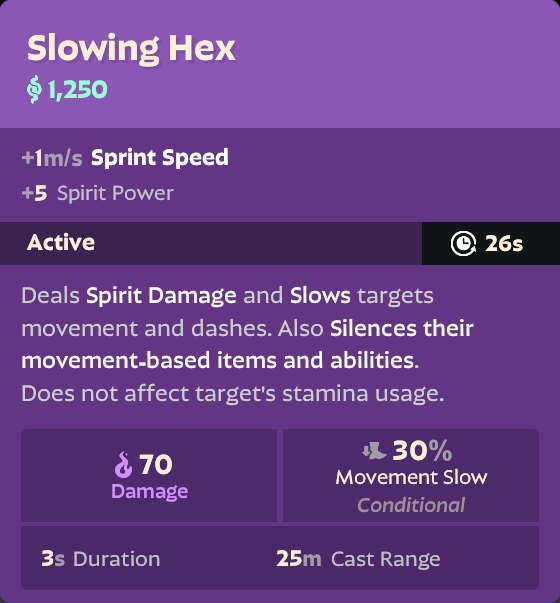 Slowing Hex
1,250
+1m/s Sprint Speed
+5 Spirit Power
Active 26s
Deals Spirit Damage and Slows targets
movement and dashes. Also Silences their
movement-based items and abilities.
Does not affect target's stamina usage.
70
Damage
30%
Movement Slow
Conditional
3s Duration 25m Cast Range